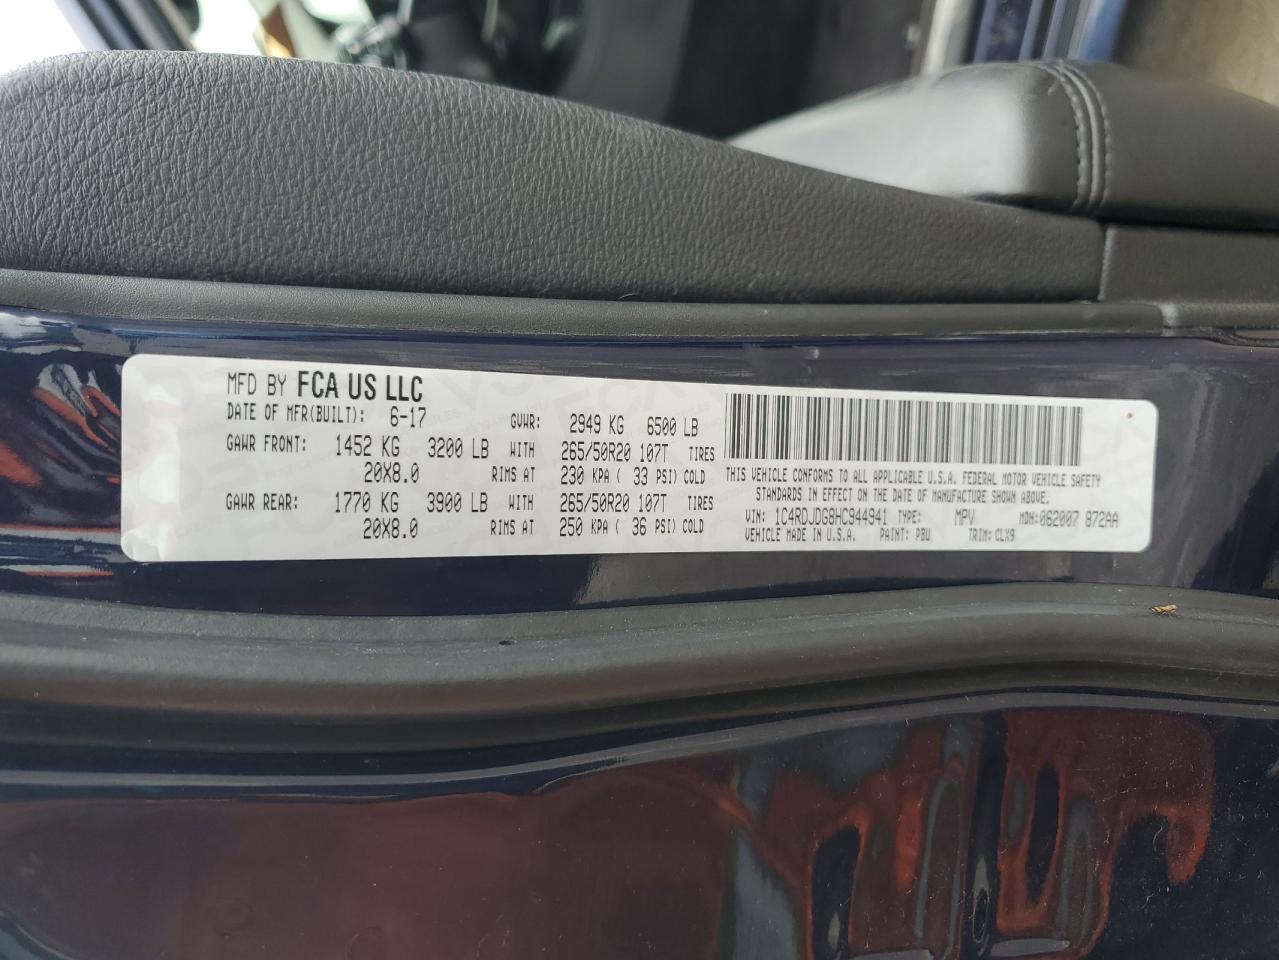 MFD BY FCA US LLC
DATE OF MFR(BUILT): 6-17 GVWR: 2949 KG 6500 LB
GAWR FRONT: 1452 KG 3200 LB WITH 265/50R20 107T TIRES
20X8.0 RIMS AT 230 KPA ( 33 PSI) COLD
GAWR REAR: 1770 KG 3900 LB WITH 265/50R20 107T TIRES
20X8.0 RIMS AT 250 KPA ( 36 PSI) COLD
THIS VEHICLE CONFORMS TO ALL APPLICABLE U.S.A. FEDERAL MOTOR VEHICLE SAFETY
STANDARDS IN EFFECT ON THE DATE OF MANUFACTURE SHOWN ABOVE.
VIN: 1C4RDJDG8HC944941 TYPE: MPV MDH:062007 872AA
VEHICLE MADE IN U.S.A. PAINT: PBU TRIM: CLX9